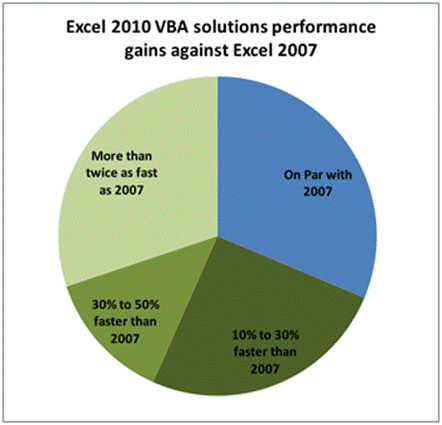 Excel 2010 VBA solutions performance
gains against Excel 2007
More than
twice as fast
as 2007
On Par with
2007
30% to 50%
faster than
2007
10% to 30%
faster than
2007